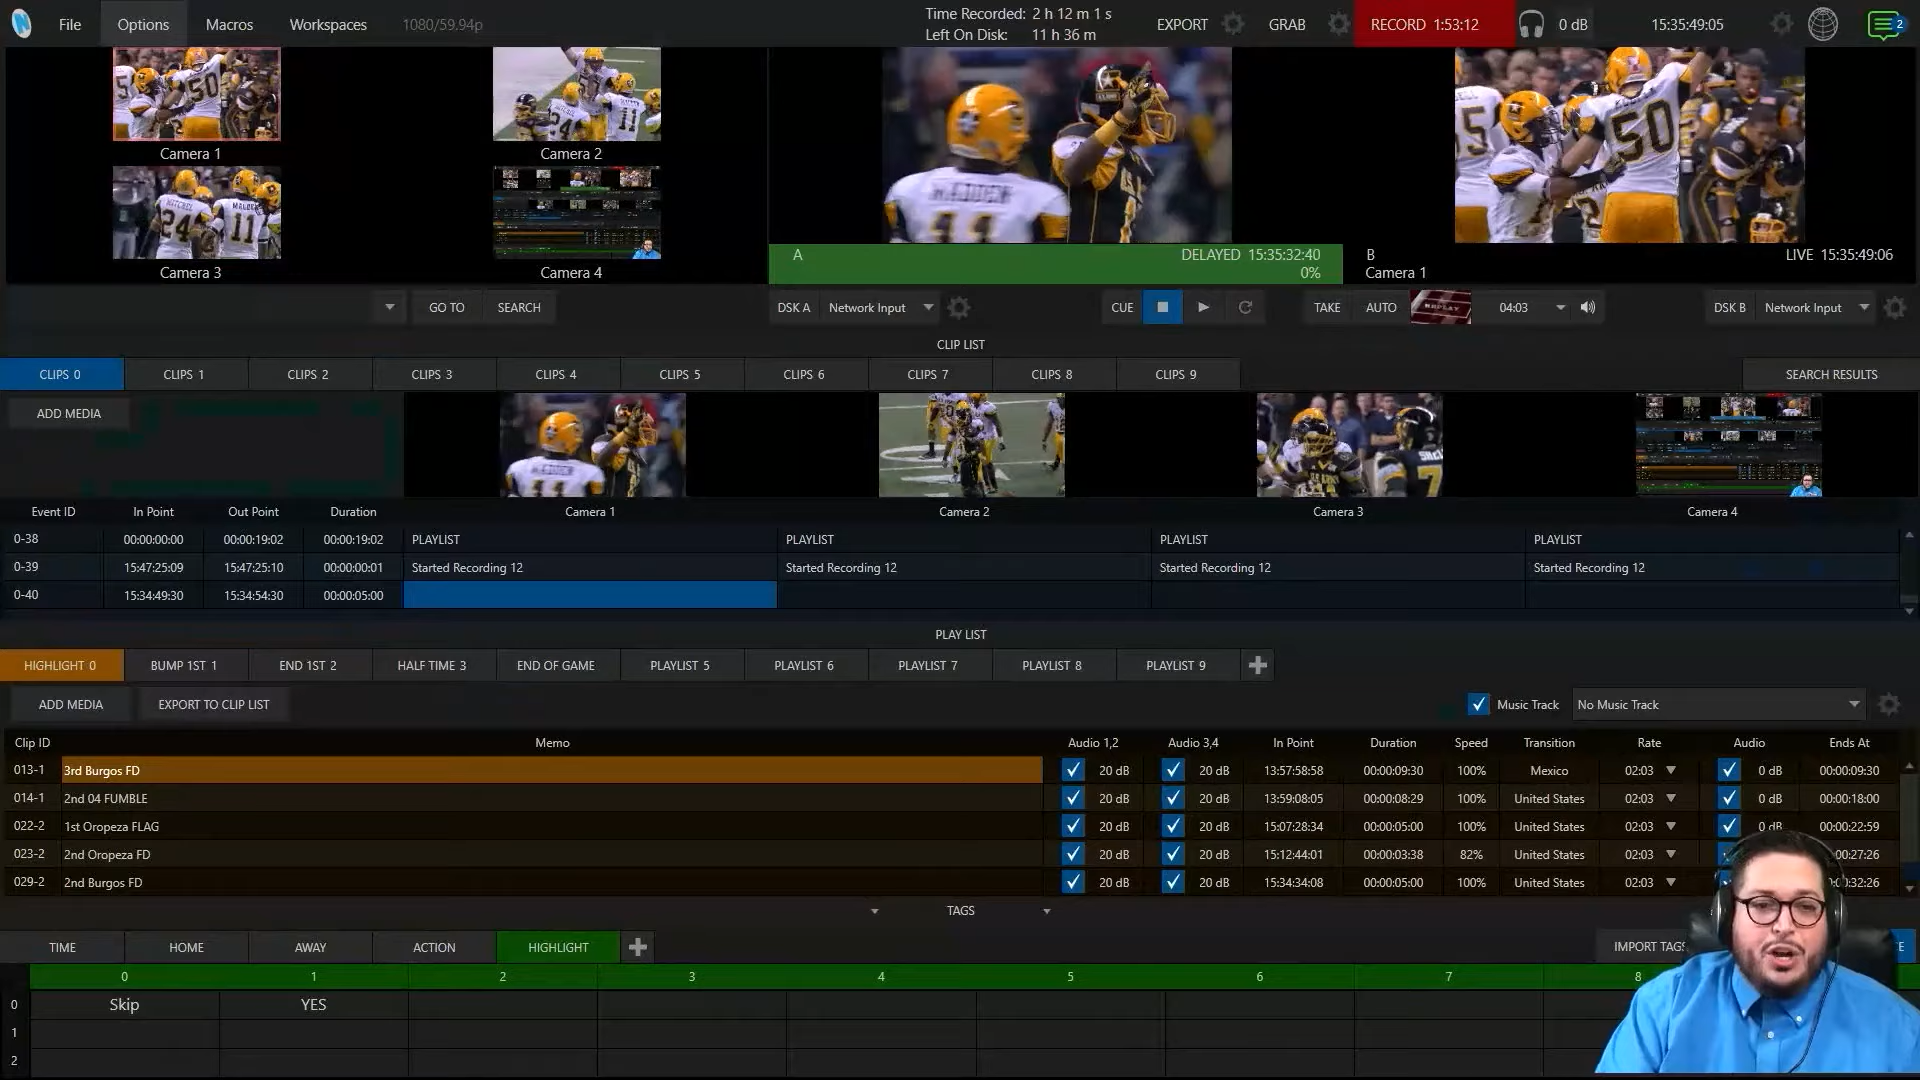 File Options Macros Workspaces 1080/59.94p
Time Recorded: 2 h 12 m 1 s
Left On Disk: 11 h 36 m
EXPORT GRAB RECORD 1:53:12 0 dB 15:35:49:05 2
Camera 1 Camera 2
Camera 3 Camera 4
A DELAYED 15:35:32:40
0%
B LIVE 15:35:49:06
Camera 1
GO TO SEARCH DSK A Network Input CUE TAKE AUTO REPLAY 04:03 DSK B Network Input
CLIP LIST
CLIPS 0 CLIPS 1 CLIPS 2 CLIPS 3 CLIPS 4 CLIPS 5 CLIPS 6 CLIPS 7 CLIPS 8 CLIPS 9 SEARCH RESULTS
ADD MEDIA
Event ID In Point Out Point Duration Camera 1 Camera 2 Camera 3 Camera 4
0-38 00:00:00:00 00:00:19:02 00:00:19:02 PLAYLIST PLAYLIST PLAYLIST PLAYLIST
0-39 15:47:25:09 15:47:25:10 00:00:00:01 Started Recording 12 Started Recording 12 Started Recording 12 Started Recording 12
0-40 15:34:49:30 15:34:54:30 00:00:05:00
PLAY LIST
HIGHLIGHT 0 BUMP 1ST 1 END 1ST 2 HALF TIME 3 END OF GAME PLAYLIST 5 PLAYLIST 6 PLAYLIST 7 PLAYLIST 8 PLAYLIST 9
ADD MEDIA EXPORT TO CLIP LIST Music Track No Music Track
Clip ID Memo Audio 1,2 Audio 3,4 In Point Duration Speed Transition Rate Audio Ends At
013-1 3rd Burgos FD 20 dB 20 dB 13:57:58:58 00:00:09:30 100% Mexico 02:03 0 dB 00:00:09:30
014-1 2nd 04 FUMBLE 20 dB 20 dB 13:59:08:05 00:00:08:29 100% United States 02:03 0 dB 00:00:18:00
022-2 1st Oropeza FLAG 20 dB 20 dB 15:07:28:34 00:00:05:00 100% United States 02:03 0 dB 00:00:22:59
023-2 2nd Oropeza FD 20 dB 20 dB 15:12:44:01 00:00:03:38 82% United States 02:03 00:27:26
029-2 2nd Burgos FD 20 dB 20 dB 15:34:34:08 00:00:05:00 100% United States 02:03 :32:26
TAGS
TIME HOME AWAY ACTION HIGHLIGHT IMPORT TAGS E
0 1 2 3 4 5 6 7 8
0 Skip YES
1
2